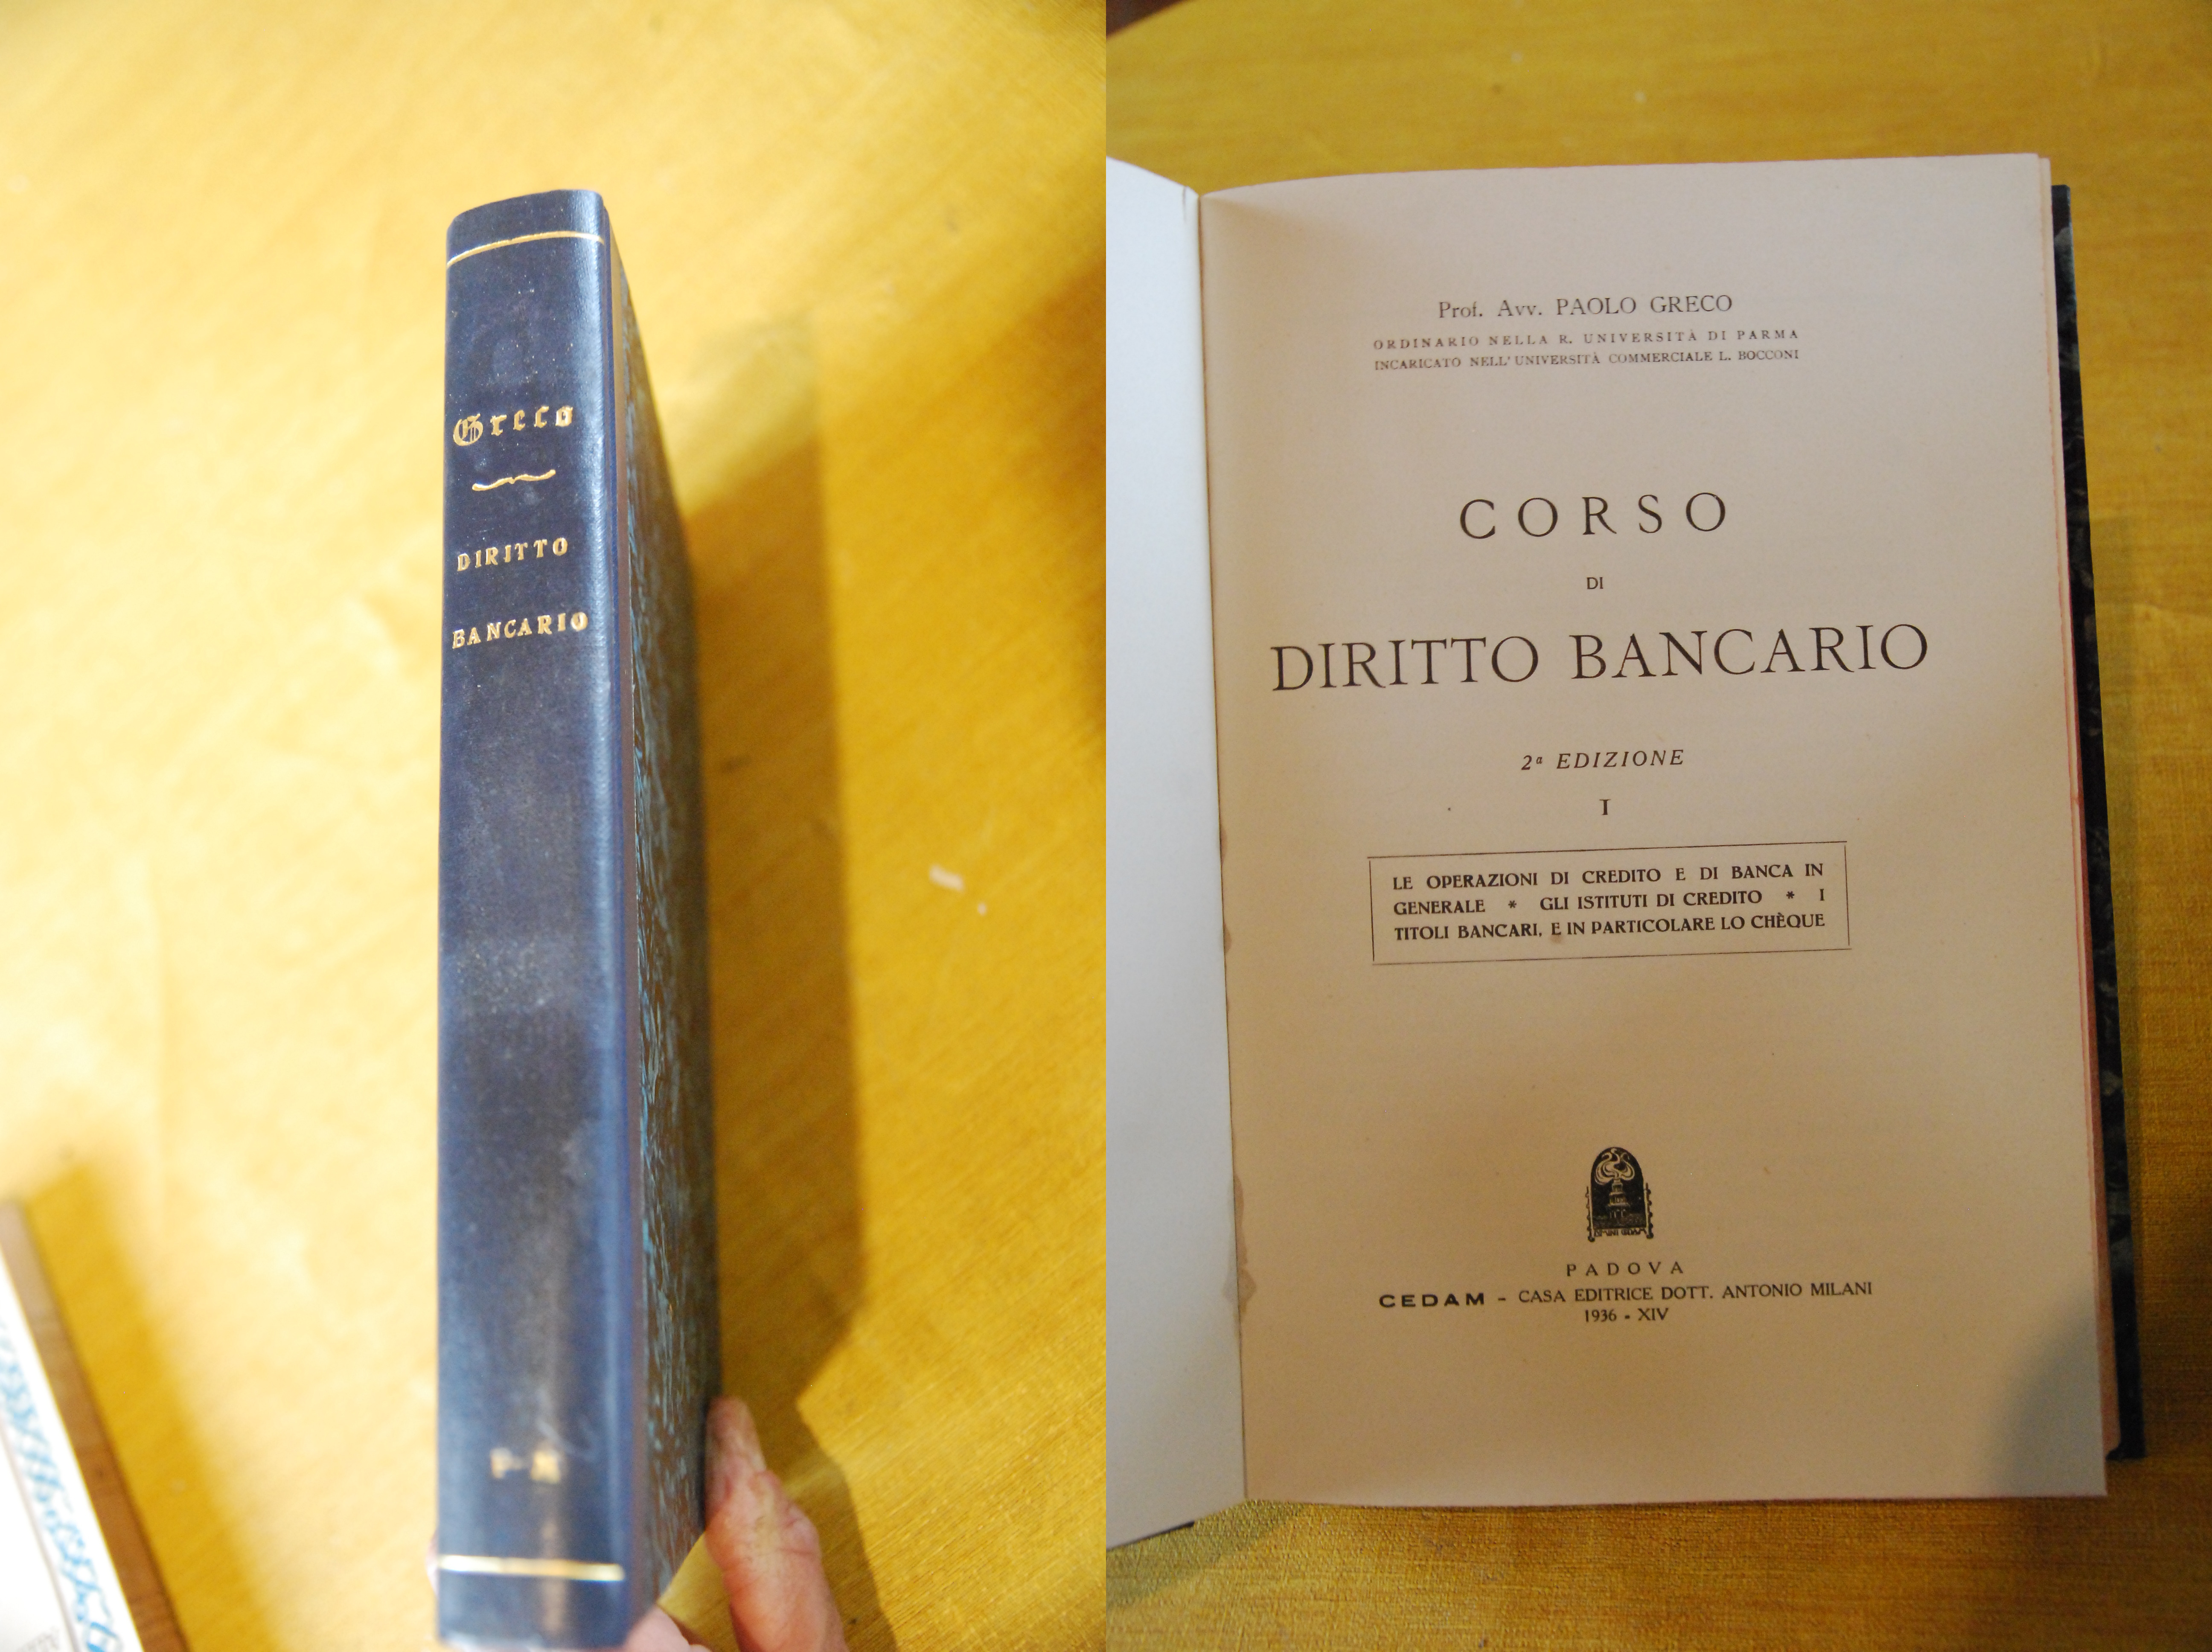 Greco
DIRITTO
BANCARIO
Prof. Avv. PAOLO GRECO
ORDINARIO NELLA R. UNIVERSITÀ DI PARMA
INCARICATO NELL' UNIVERSITÀ COMMERCIALE L. BOCCONI
CORSO
DI
DIRITTO BANCARIO
2ª EDIZIONE
I
LE OPERAZIONI DI CREDITO E DI BANCA IN
GENERALE * GLI ISTITUTI DI CREDITO * I
TITOLI BANCARI, E IN PARTICOLARE LO CHÈQUE
PADOVA
CEDAM - CASA EDITRICE DOTT. ANTONIO MILANI
1936 - XIV